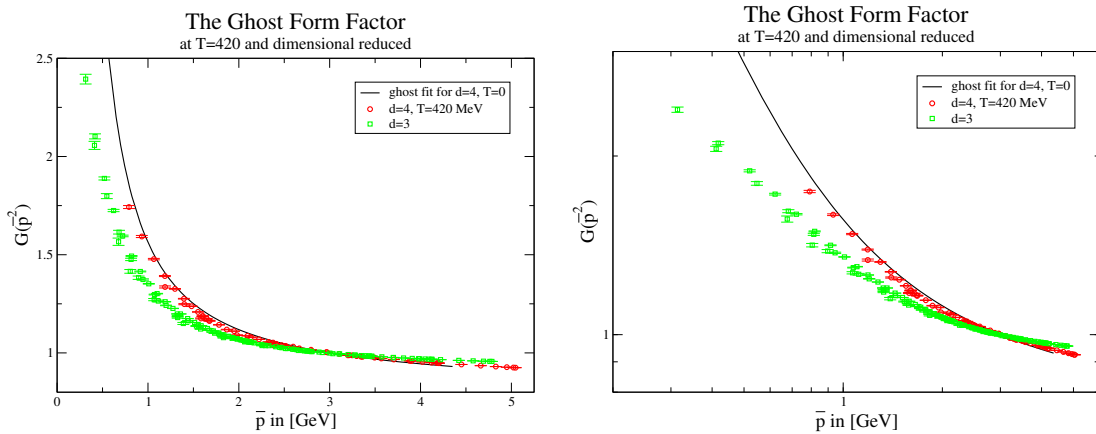 The Ghost Form Factor
at T=420 and dimensional reduced
2.5
2
1.5
1
G(p̅²)
ghost fit for d=4, T=0
d=4, T=420 MeV
d=3
0 1 2 3 4 5
p̅ in [GeV]
The Ghost Form Factor
at T=420 and dimensional reduced
G(p̅²)
1
ghost fit for d=4, T=0
d=4, T=420 MeV
d=3
1
p̅ in [GeV]